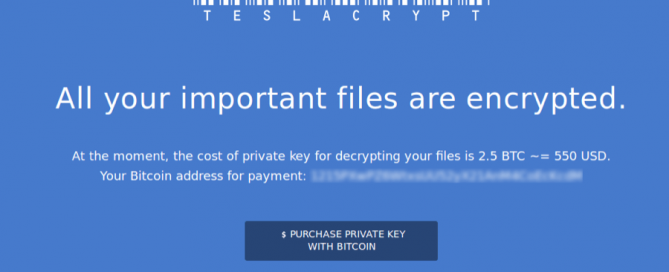 TESLACRYPT
All your important files are encrypted.
At the moment, the cost of private key for decrypting your files is 2.5 BTC ~= 550 USD.
Your Bitcoin address for payment:
$ PURCHASE PRIVATE KEY
WITH BITCOIN